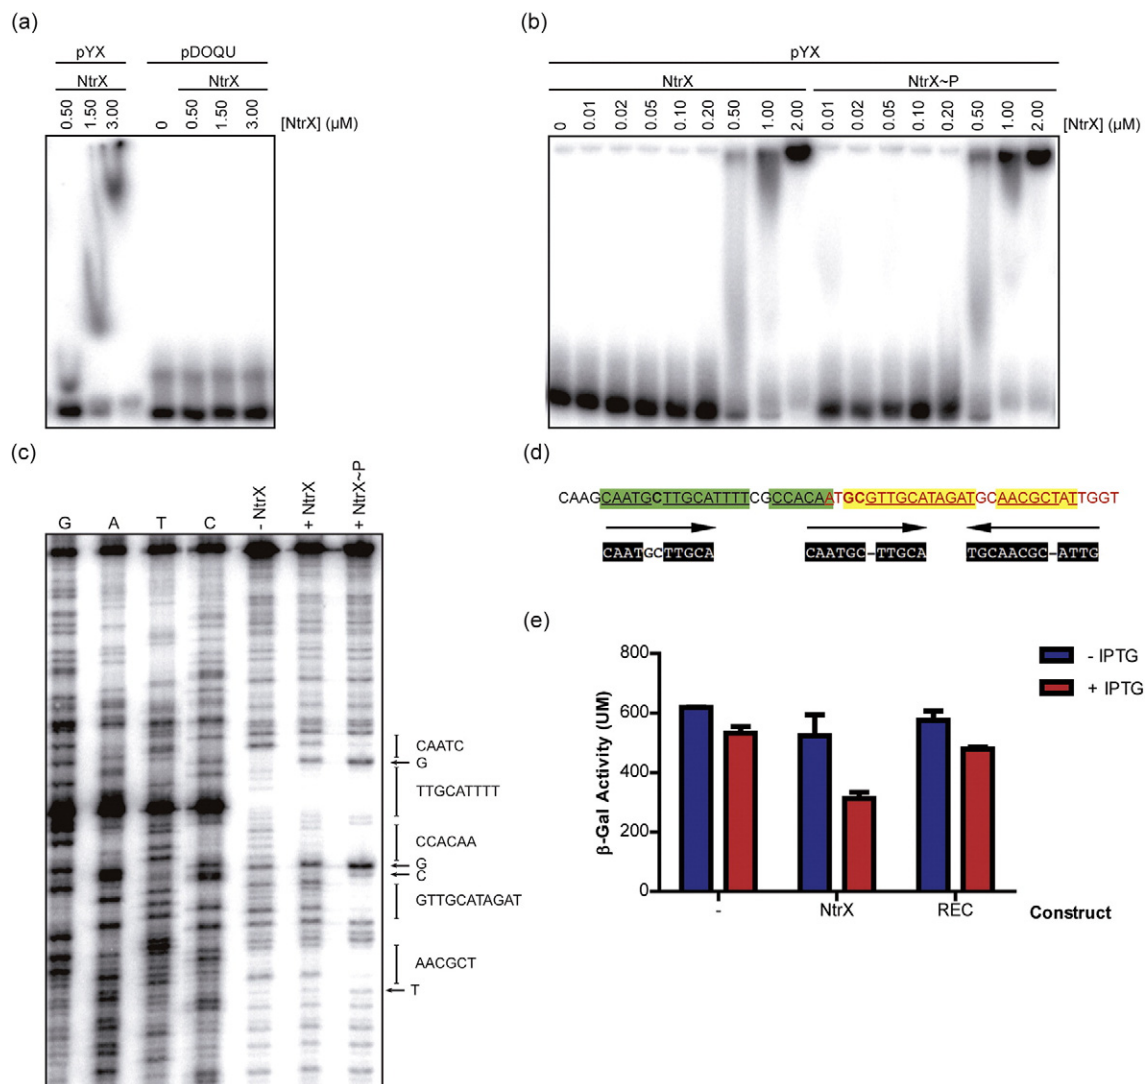 (a)
pYX pDOQU
NtrX NtrX
0.50 1.50 3.00 0 0.50 1.50 3.00 [NtrX] (µM)
(b)
pYX
NtrX NtrX~P
0 0.01 0.02 0.05 0.10 0.20 0.50 1.00 2.00 0.01 0.02 0.05 0.10 0.20 0.50 1.00 2.00 [NtrX] (µM)
(c)
G A T C - NtrX + NtrX + NtrX~P
CAATC
G
TTGCATTTT
CCACAA
G
C
GTTGCATAGAT
AACGCT
T
(d)
CAAGCAATGCTTGCATTTTCGCCACAATGCGTTGCATAGATGCAACGCTATTGGT
CAATGCTTGCA CAATGC-TTGCA TGCAACGC-ATTG
(e)
β-Gal Activity (UM)
800
600
400
200
0
- NtrX REC Construct
- IPTG
+ IPTG